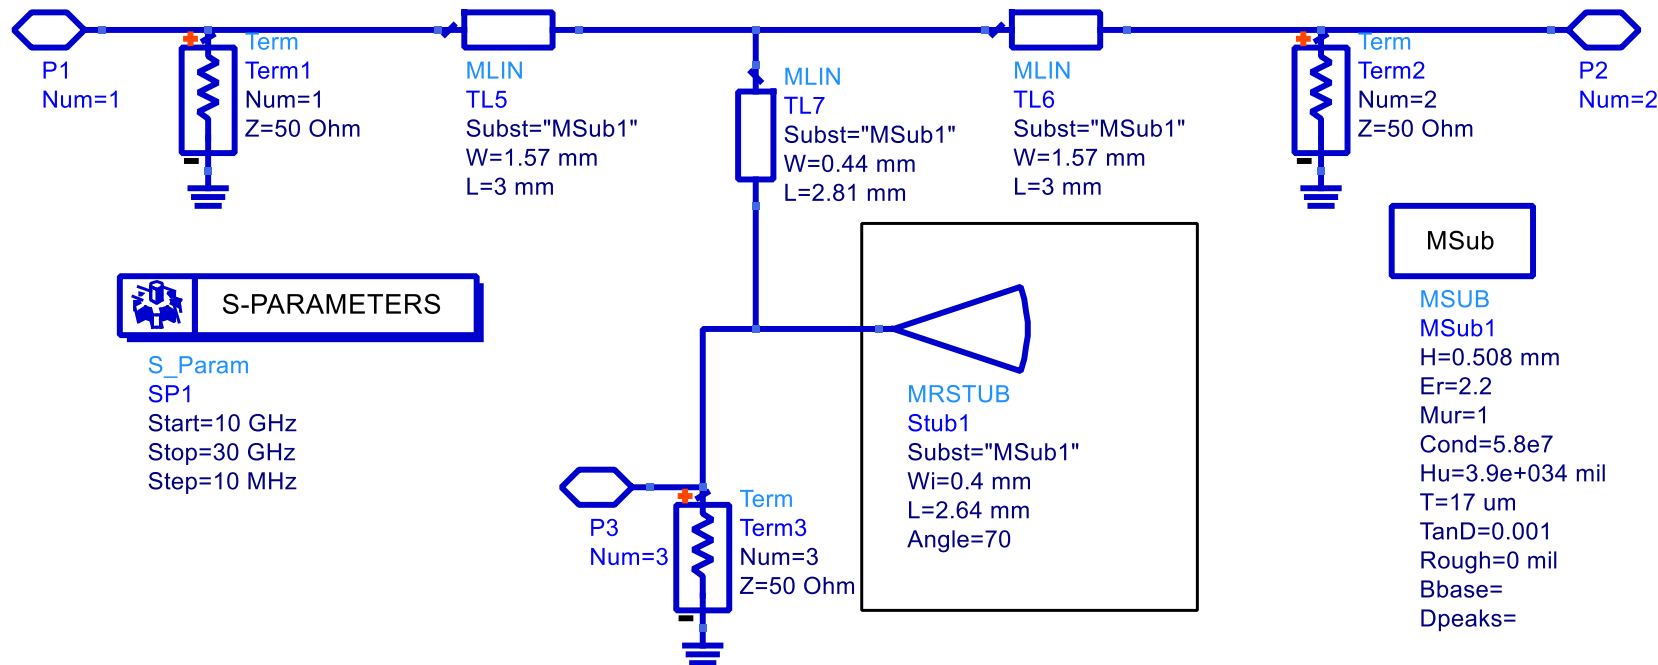 P1
Num=1
Term
Term1
Num=1
Z=50 Ohm
MLIN
TL5
Subst="MSub1"
W=1.57 mm
L=3 mm
MLIN
TL7
Subst="MSub1"
W=0.44 mm
L=2.81 mm
MLIN
TL6
Subst="MSub1"
W=1.57 mm
L=3 mm
Term
Term2
Num=2
Z=50 Ohm
P2
Num=2
S-PARAMETERS
S_Param
SP1
Start=10 GHz
Stop=30 GHz
Step=10 MHz
MRSTUB
Stub1
Subst="MSub1"
Wi=0.4 mm
L=2.64 mm
Angle=70
P3
Num=3
Term
Term3
Num=3
Z=50 Ohm
MSub
MSUB
MSub1
H=0.508 mm
Er=2.2
Mur=1
Cond=5.8e7
Hu=3.9e+034 mil
T=17 um
TanD=0.001
Rough=0 mil
Bbase=
Dpeaks=